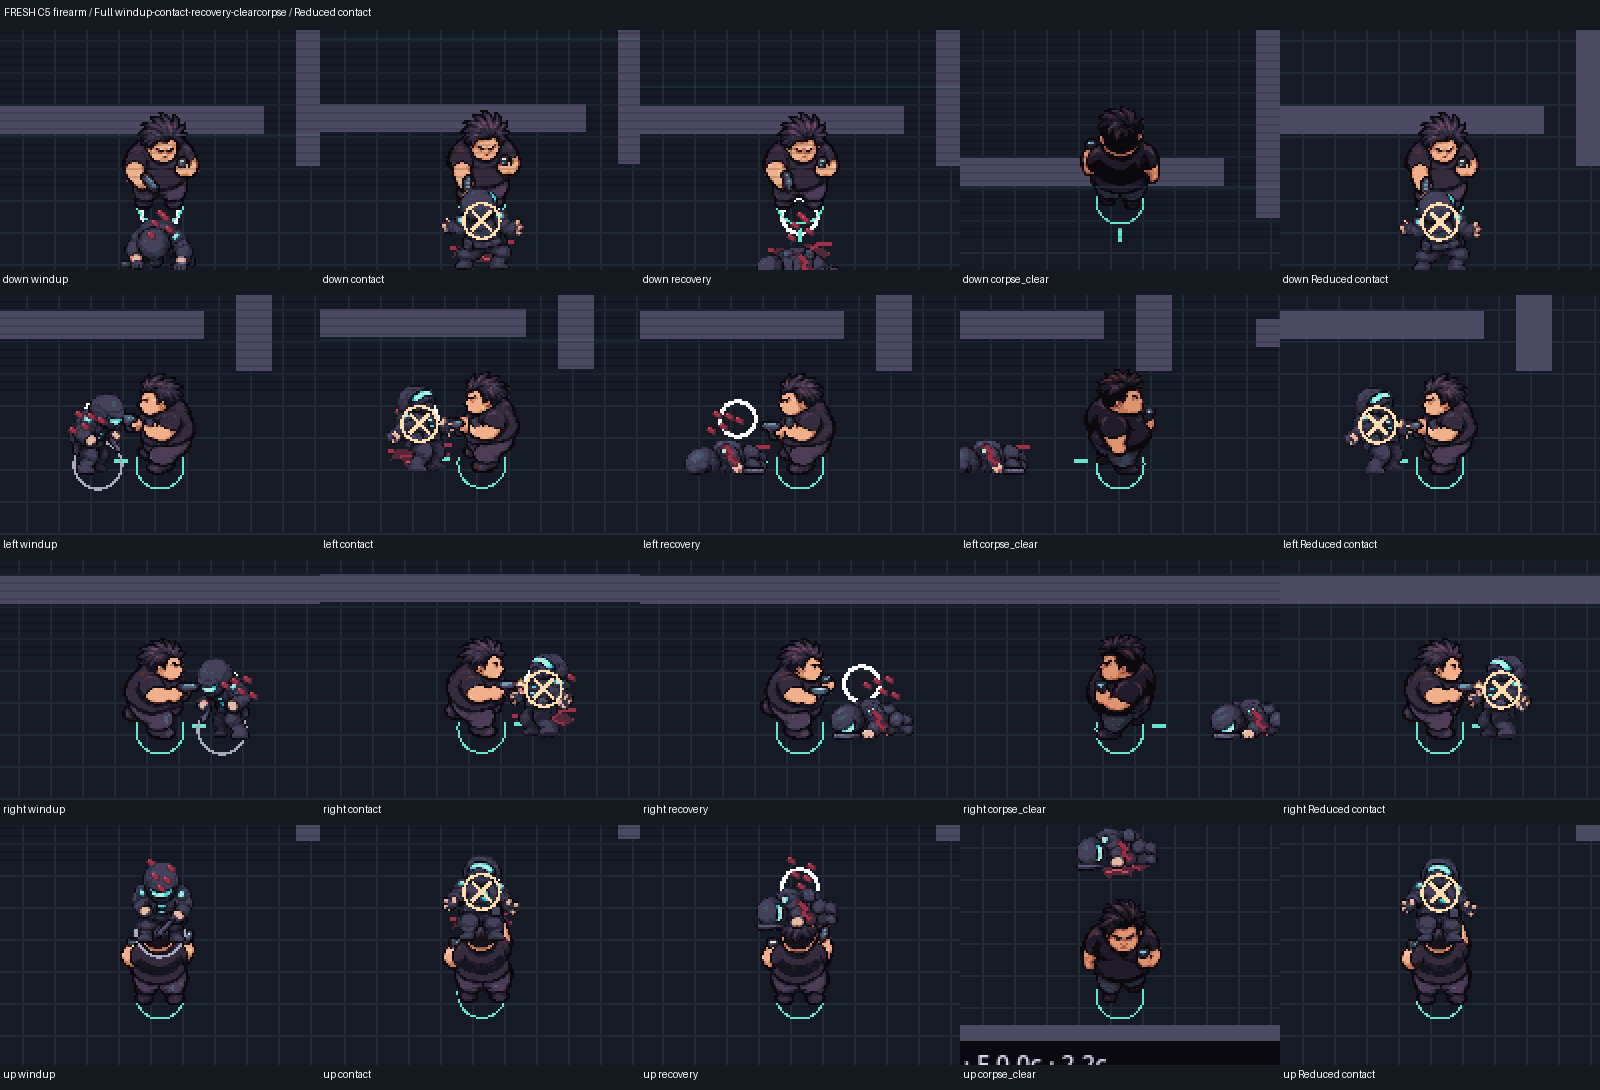 FRESH C5 firearm / Full windup-contact-recovery-clearcorpse / Reduced contact
down windup
down contact
down recovery
down corpse_clear
down Reduced contact
left windup
left contact
left recovery
left corpse_clear
left Reduced contact
right windup
right contact
right recovery
right corpse_clear
right Reduced contact
up windup
up contact
up recovery
up corpse_clear
up Reduced contact